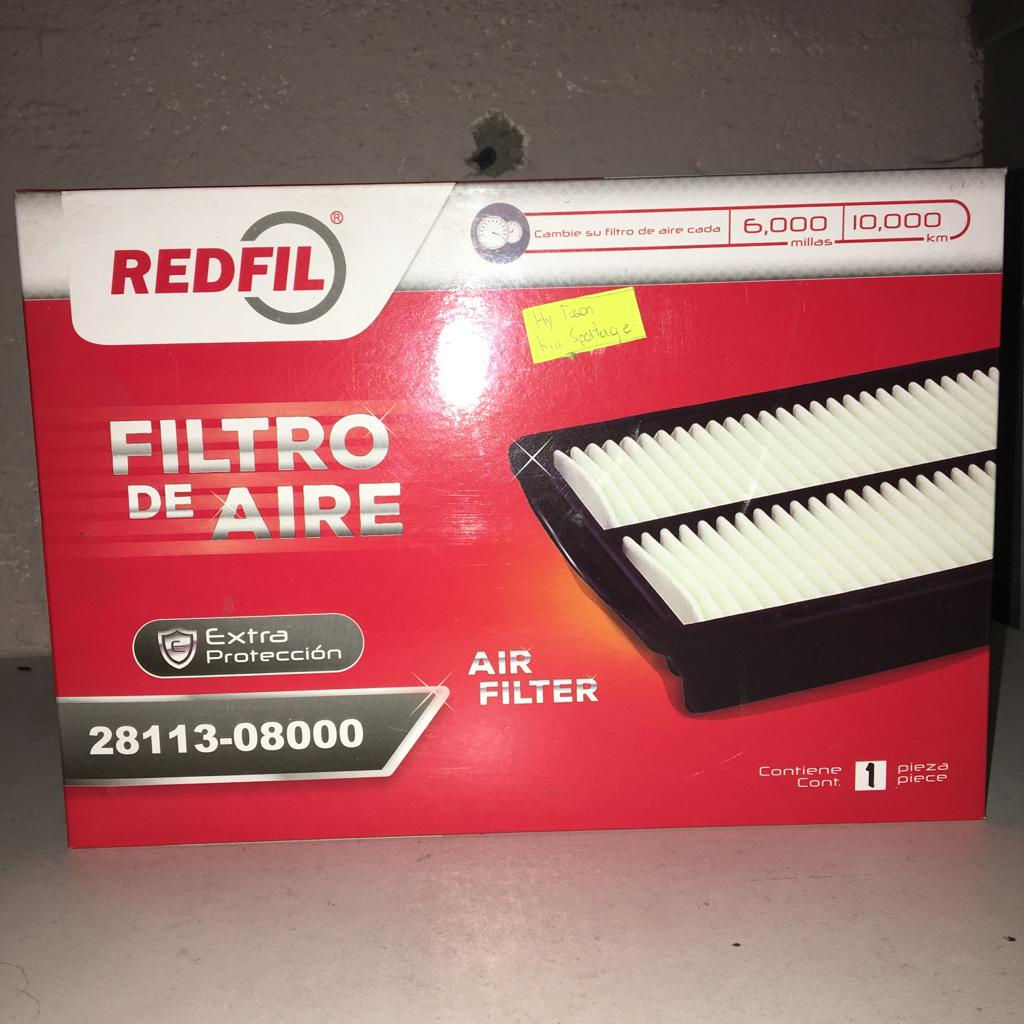 REDFIL®
Cambie su filtro de aire cada 6,000 millas 10,000 km
Hy Tucson
Kia Sportage
FILTRO
DE AIRE
Extra
Protección
AIR
FILTER
28113-08000
Contiene 1 pieza
Cont. piece